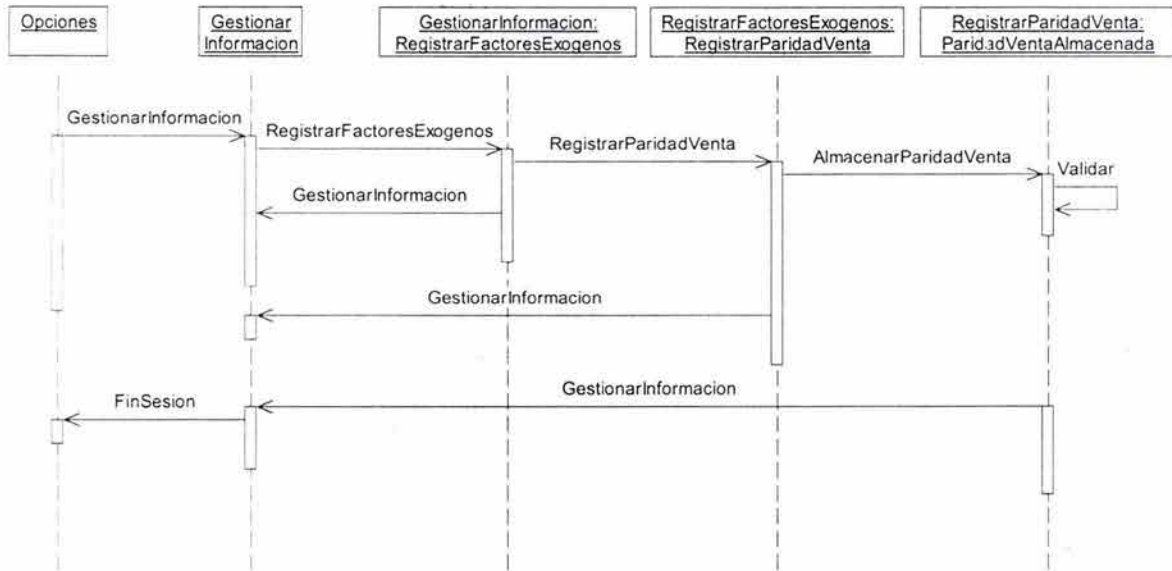 Opciones
Gestionar
Informacion
GestionarInformacion:
RegistrarFactoresExogenos
RegistrarFactoresExogenos:
RegistrarParidadVenta
RegistrarParidadVenta:
ParidadVentaAlmacenada
GestionarInformacion
RegistrarFactoresExogenos
RegistrarParidadVenta
AlmacenarParidadVenta
Validar
GestionarInformacion
GestionarInformacion
GestionarInformacion
FinSesion